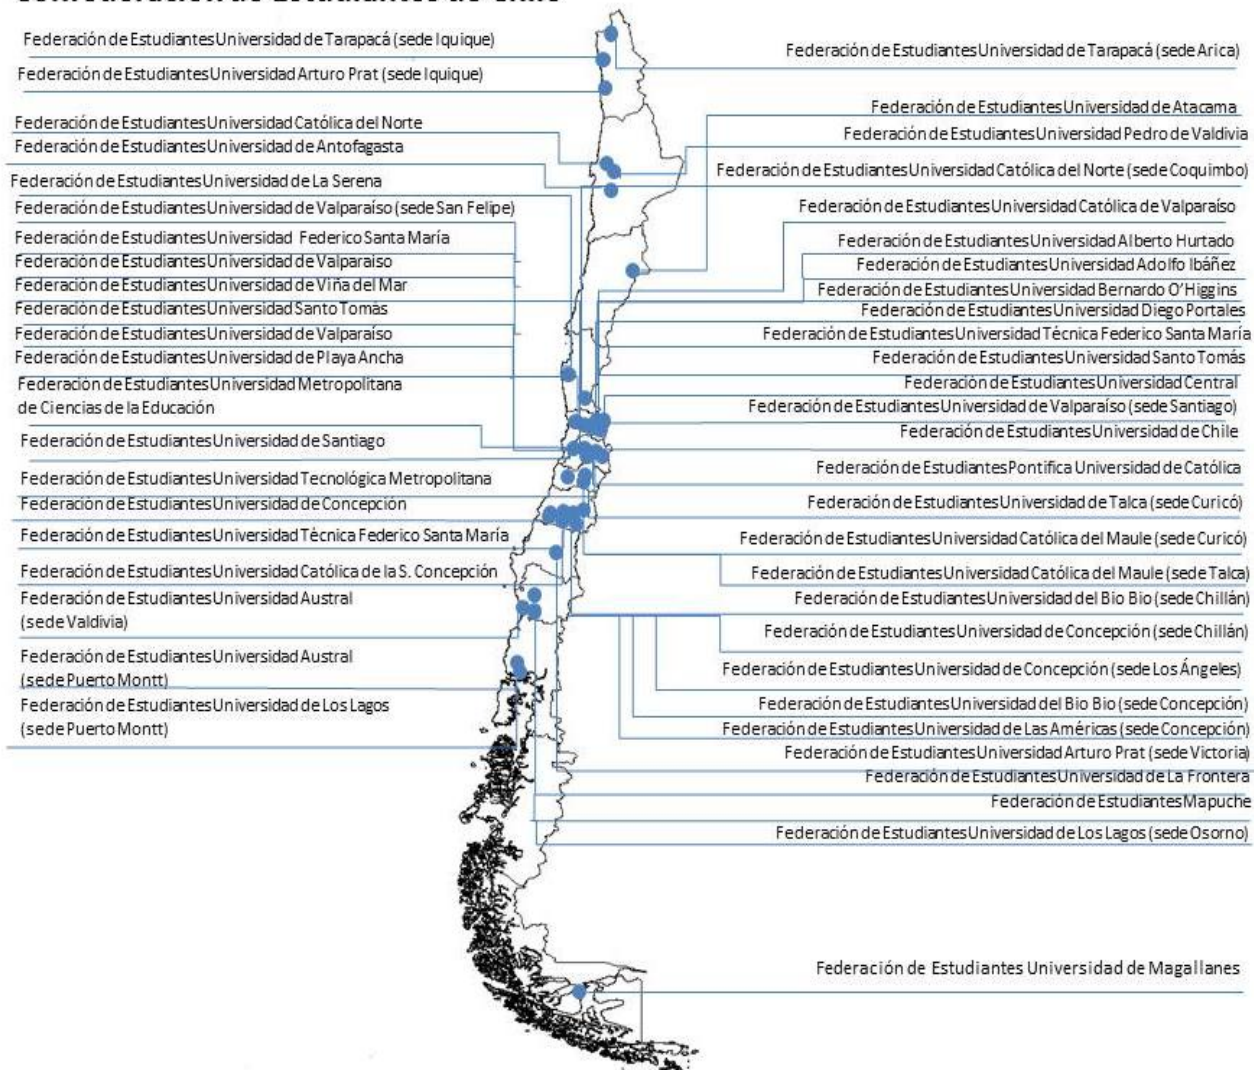 Federación de Estudiantes Universidad de Tarapacá (sede Iquique)
Federación de Estudiantes Universidad Arturo Prat (sede Iquique)
Federación de Estudiantes Universidad Católica del Norte
Federación de Estudiantes Universidad de Antofagasta
Federación de Estudiantes Universidad de La Serena
Federación de Estudiantes Universidad de Valparaíso (sede San Felipe)
Federación de Estudiantes Universidad Federico Santa María
Federación de Estudiantes Universidad de Valparaiso
Federación de Estudiantes Universidad de Viña del Mar
Federación de Estudiantes Universidad Santo Tomàs
Federación de Estudiantes Universidad de Valparaíso
Federación de Estudiantes Universidad de Playa Ancha
Federación de Estudiantes Universidad Metropolitana
de Ciencias de la Educación
Federación de Estudiantes Universidad de Santiago
Federación de Estudiantes Universidad Tecnológica Metropolitana
Federación de Estudiantes Universidad de Concepción
Federación de Estudiantes Universidad Técnica Federico Santa María
Federación de Estudiantes Universidad Católica de la S. Concepción
Federación de Estudiantes Universidad Austral
(sede Valdivia)
Federación de Estudiantes Universidad Austral
(sede Puerto Montt)
Federación de Estudiantes Universidad de Los Lagos
(sede Puerto Montt)
Federación de Estudiantes Universidad de Tarapacá (sede Arica)
Federación de Estudiantes Universidad de Atacama
Federación de Estudiantes Universidad Pedro de Valdivia
Federación de Estudiantes Universidad Católica del Norte (sede Coquimbo)
Federación de Estudiantes Universidad Católica de Valparaíso
Federación de Estudiantes Universidad Alberto Hurtado
Federación de Estudiantes Universidad Adolfo Ibáñez
Federación de Estudiantes Universidad Bernardo O'Higgins
Federación de Estudiantes Universidad Diego Portales
Federación de Estudiantes Universidad Técnica Federico Santa María
Federación de Estudiantes Universidad Santo Tomás
Federación de Estudiantes Universidad Central
Federación de Estudiantes Universidad de Valparaíso (sede Santiago)
Federación de Estudiantes Universidad de Chile
Federación de Estudiantes Pontifica Universidad de Católica
Federación de Estudiantes Universidad de Talca (sede Curicó)
Federación de Estudiantes Universidad Católica del Maule (sede Curicó)
Federación de Estudiantes Universidad Católica del Maule (sede Talca)
Federación de Estudiantes Universidad del Bio Bio (sede Chillán)
Federación de Estudiantes Universidad de Concepción (sede Chillán)
Federación de Estudiantes Universidad de Concepción (sede Los Ángeles)
Federación de Estudiantes Universidad del Bio Bio (sede Concepción)
Federación de Estudiantes Universidad de Las Américas (sede Concepción)
Federación de Estudiantes Universidad Arturo Prat (sede Victoria)
Federación de Estudiantes Universidad de La Frontera
Federación de Estudiantes Mapuche
Federación de Estudiantes Universidad de Los Lagos (sede Osorno)
Federación de Estudiantes Universidad de Magallanes